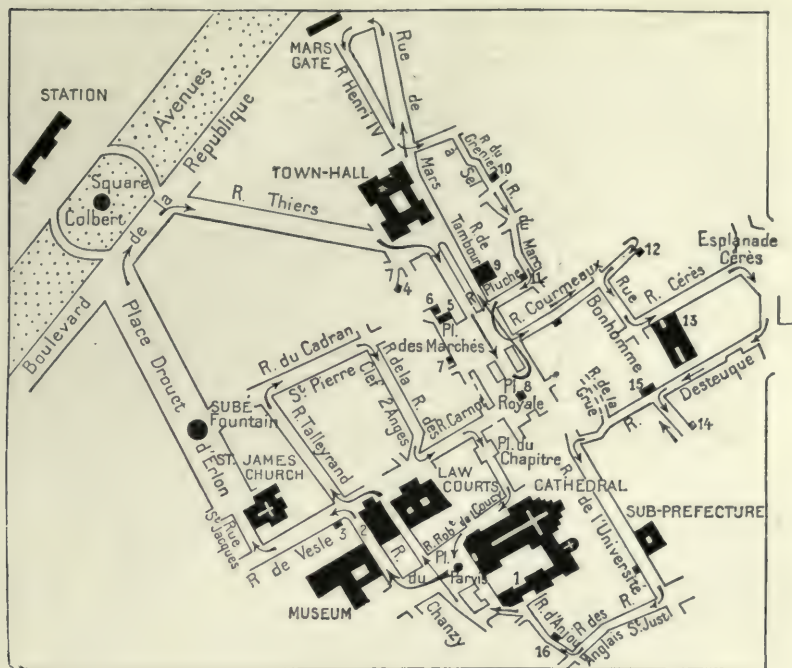 MARS
GATE
STATION
Avenues
Square
Colbert
Boulevard de la République
R. Henri IV
Rue de Mars
TOWN-HALL
R. Thiers
R. du Grenier à Sel
10
R. du Marc
R. de Tambour
9
R. Pluche
11
12
Esplanade
Cérès
R. Courmeaux
Rue Bonhomme
R. Cérès
13
7
4
6
5
Pl.
des Marchés
7
Pl.
8
Royale
R. du Cadran
St. Pierre
R. de la Clef
R. des 2 Anges
R. Carnot
Pl. du
Chapitre
R. de la
Grue
15
R. Desteuque
14
Place Drouet d'Erlon
SUBE
Fountain
R. Talleyrand
ST. JAMES
CHURCH
LAW
COURTS
CATHEDRAL
R. Robt. de Coucy
R. de l'Université
SUB-PREFECTURE
Rue
St Jacques
R. de Vesle
3
2
R.
du
Pl.
Parvis
1
MUSEUM
Chanzy
R. d'Anjou
R. des Anglais
R.
St Just
16